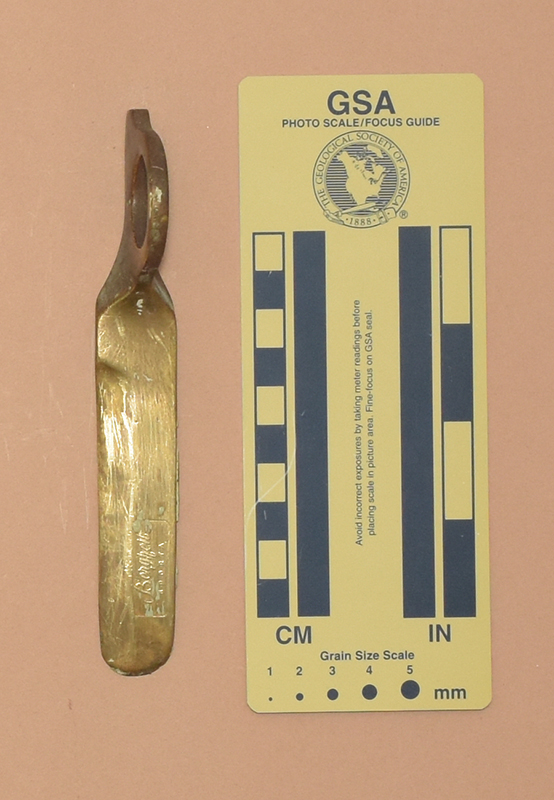 GSA
PHOTO SCALE/FOCUS GUIDE
THE GEOLOGICAL SOCIETY OF AMERICA
·1888·
®
Avoid incorrect exposures by taking meter readings before
placing scale in picture area. Fine-focus on GSA seal.
CM IN
Grain Size Scale
1 2 3 4 5
mm